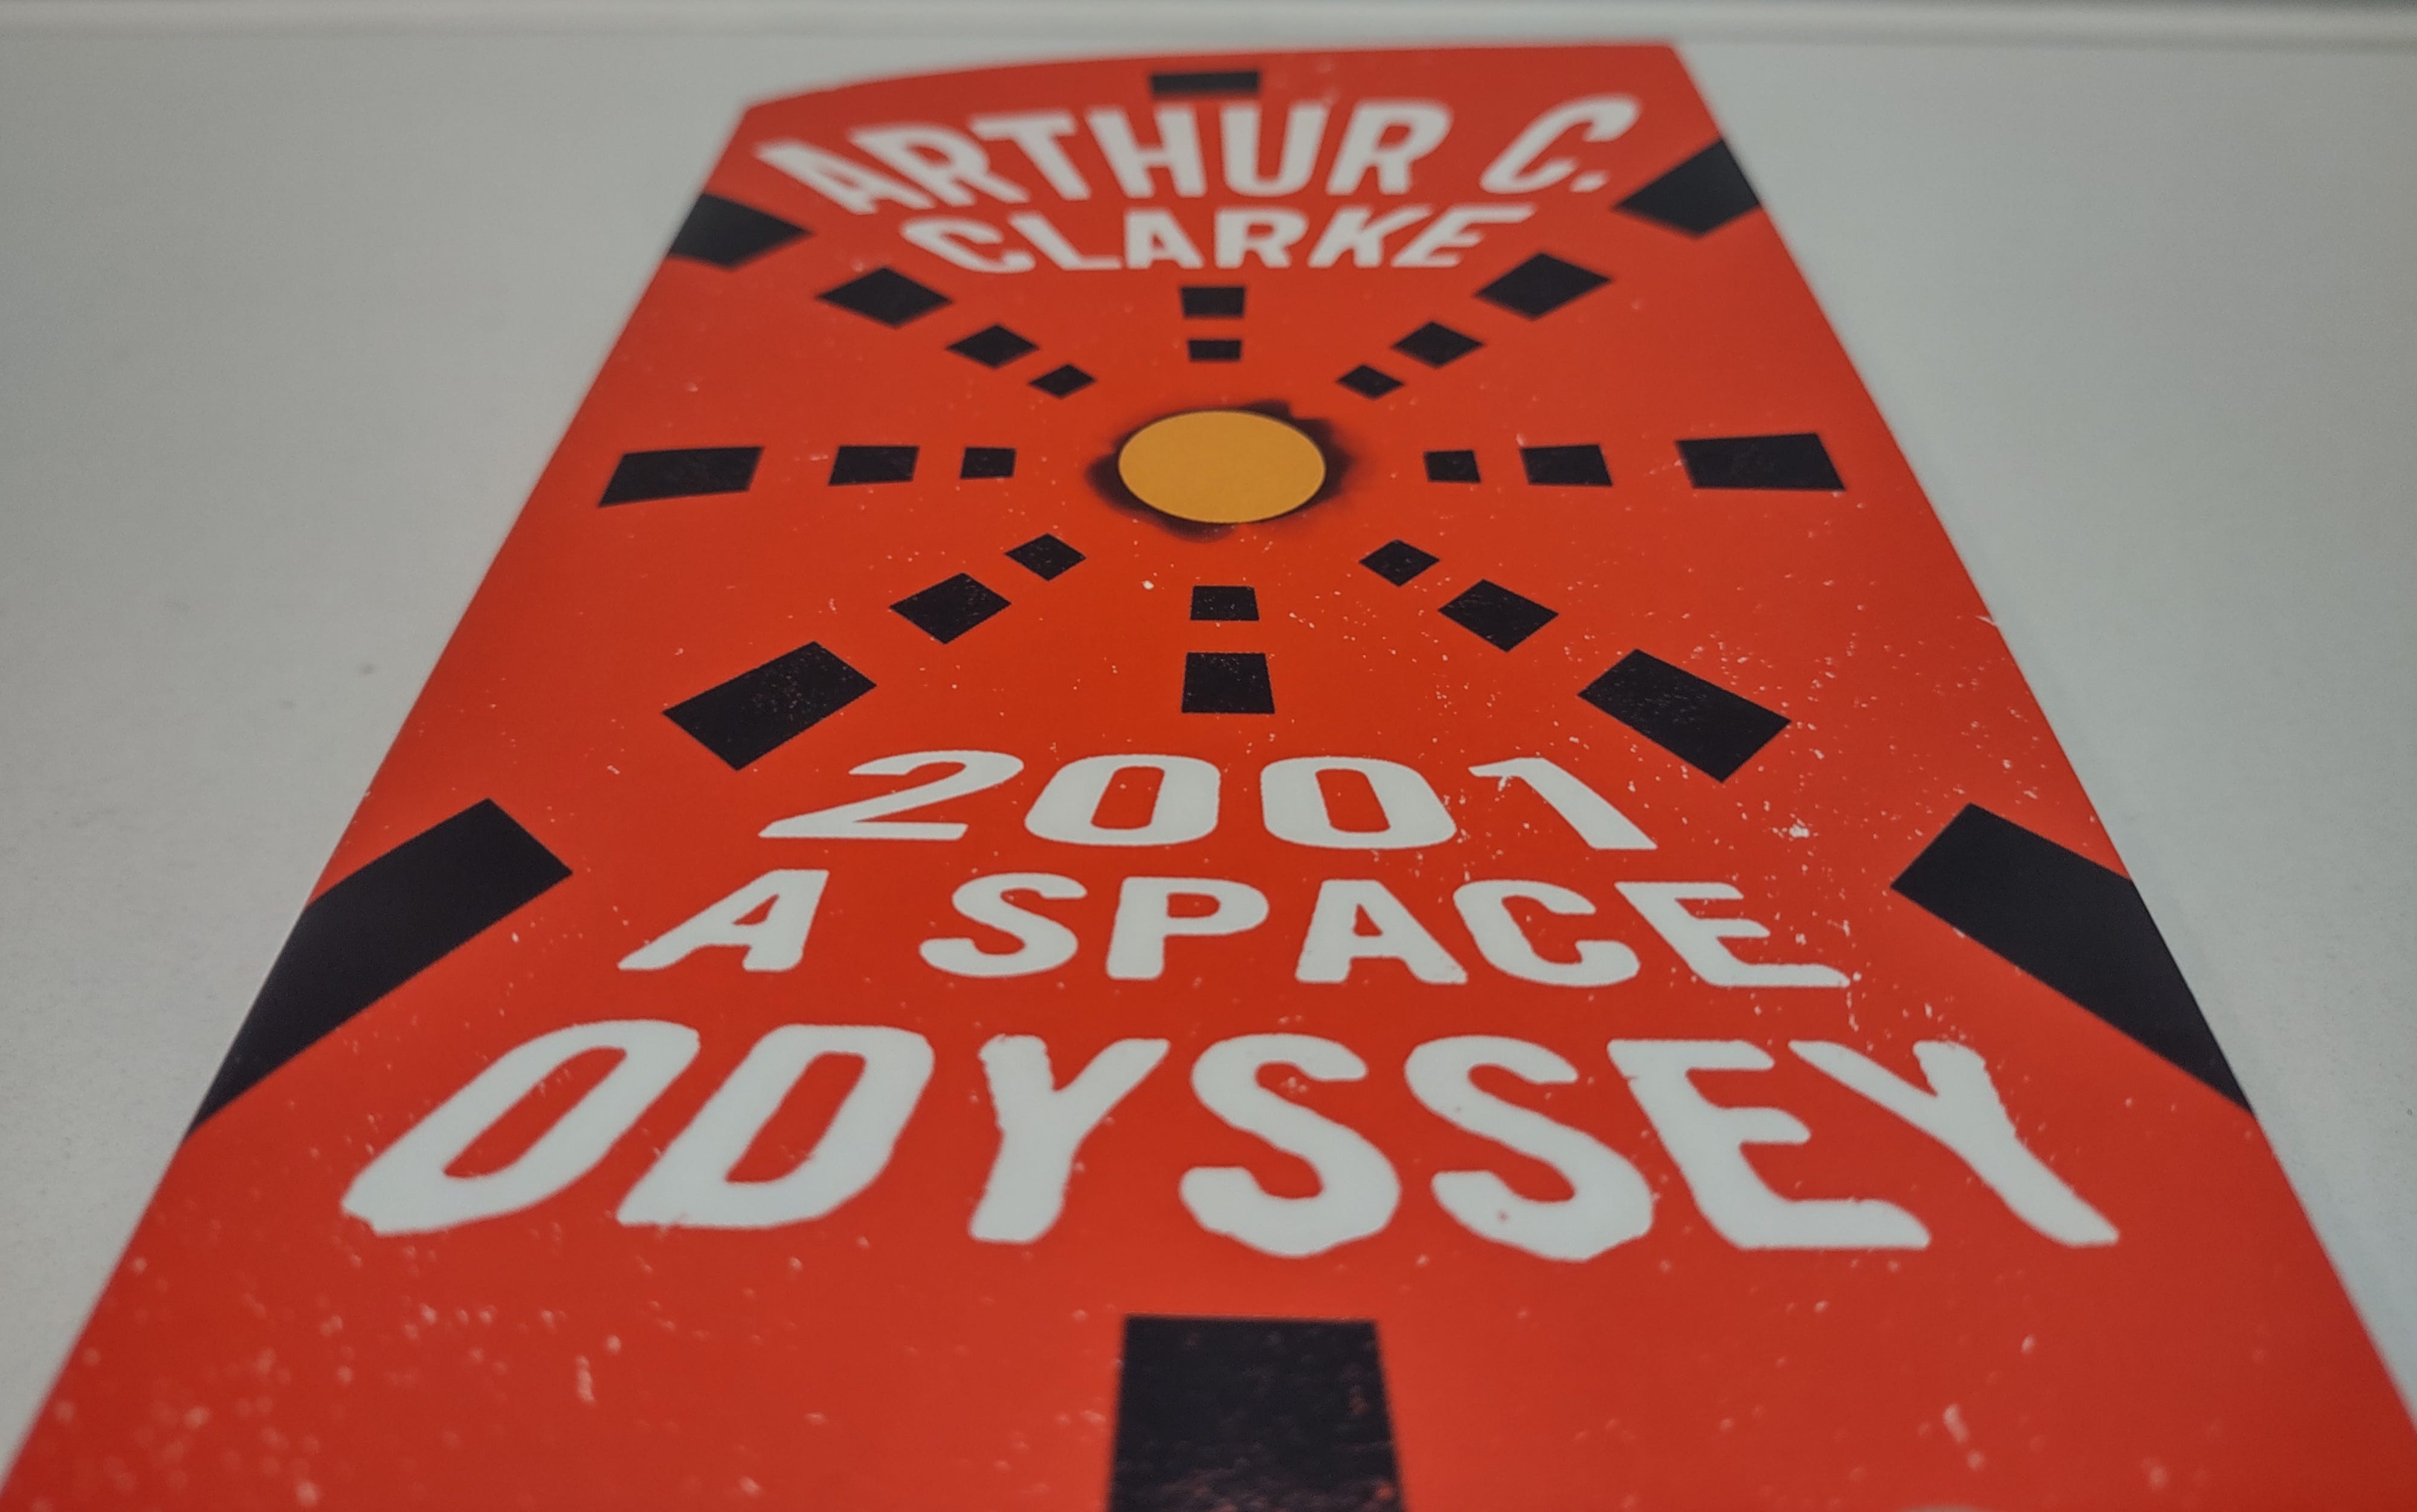 ARTHUR C.
CLARKE
2001
A SPACE
ODYSSEY